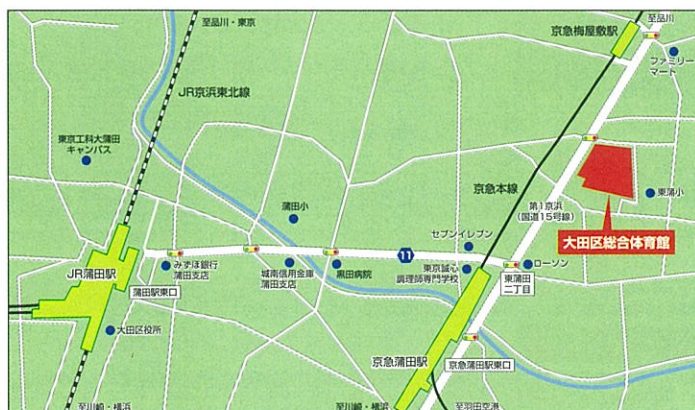 至品川・東京
京急梅屋敷駅
至品川
ファミリー
マート
JR京浜東北線
東京工科大蒲田
キャンパス
京急本線
東蒲小
第1京浜
(国道15号線)
大田区総合体育館
蒲田小
セブンイレブン
11
JR蒲田駅
みずほ銀行
蒲田支店
城南信用金庫
蒲田支店
黒田病院
東京誠心
調理師専門学校
ローソン
東蒲田
二丁目
蒲田駅東口
大田区役所
京急蒲田駅
京急蒲田駅東口
至川崎・横浜
至川崎・横浜
至羽田空港